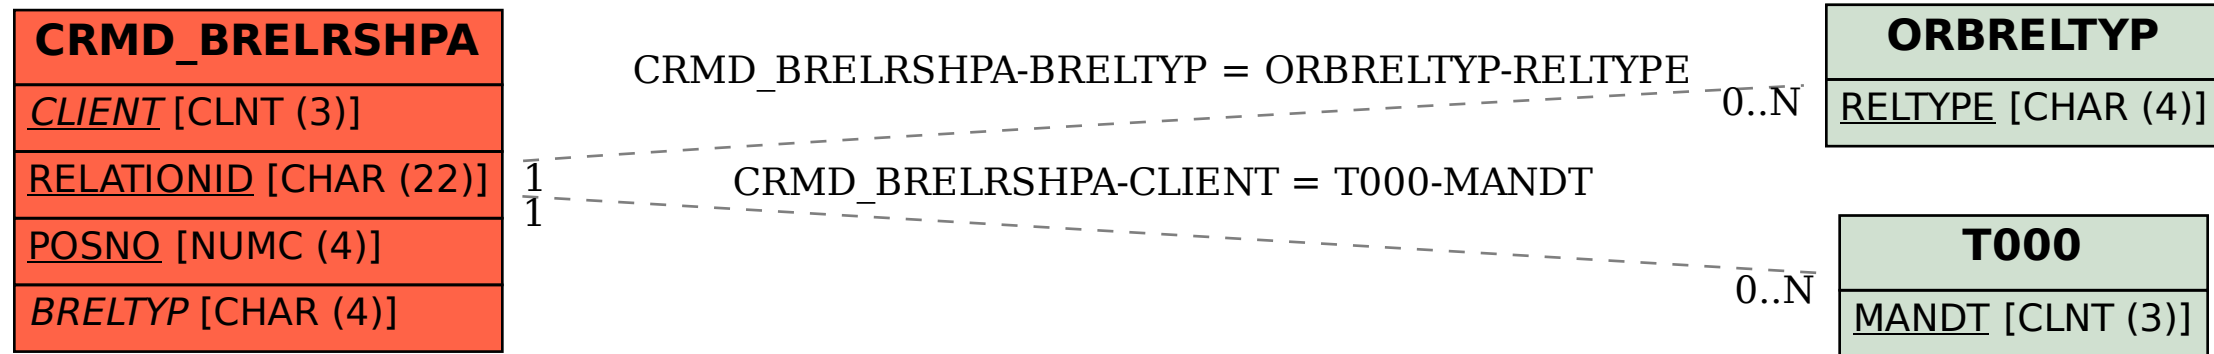 CRMD_BRELRSHPA
CLIENT [CLNT (3)]
RELATIONID [CHAR (22)]
POSNO [NUMC (4)]
BRELTYP [CHAR (4)]
CRMD_BRELRSHPA-BRELTYP = ORBRELTYP-RELTYPE
0..N
1
CRMD_BRELRSHPA-CLIENT = T000-MANDT
1
0..N
ORBRELTYP
RELTYPE [CHAR (4)]
T000
MANDT [CLNT (3)]